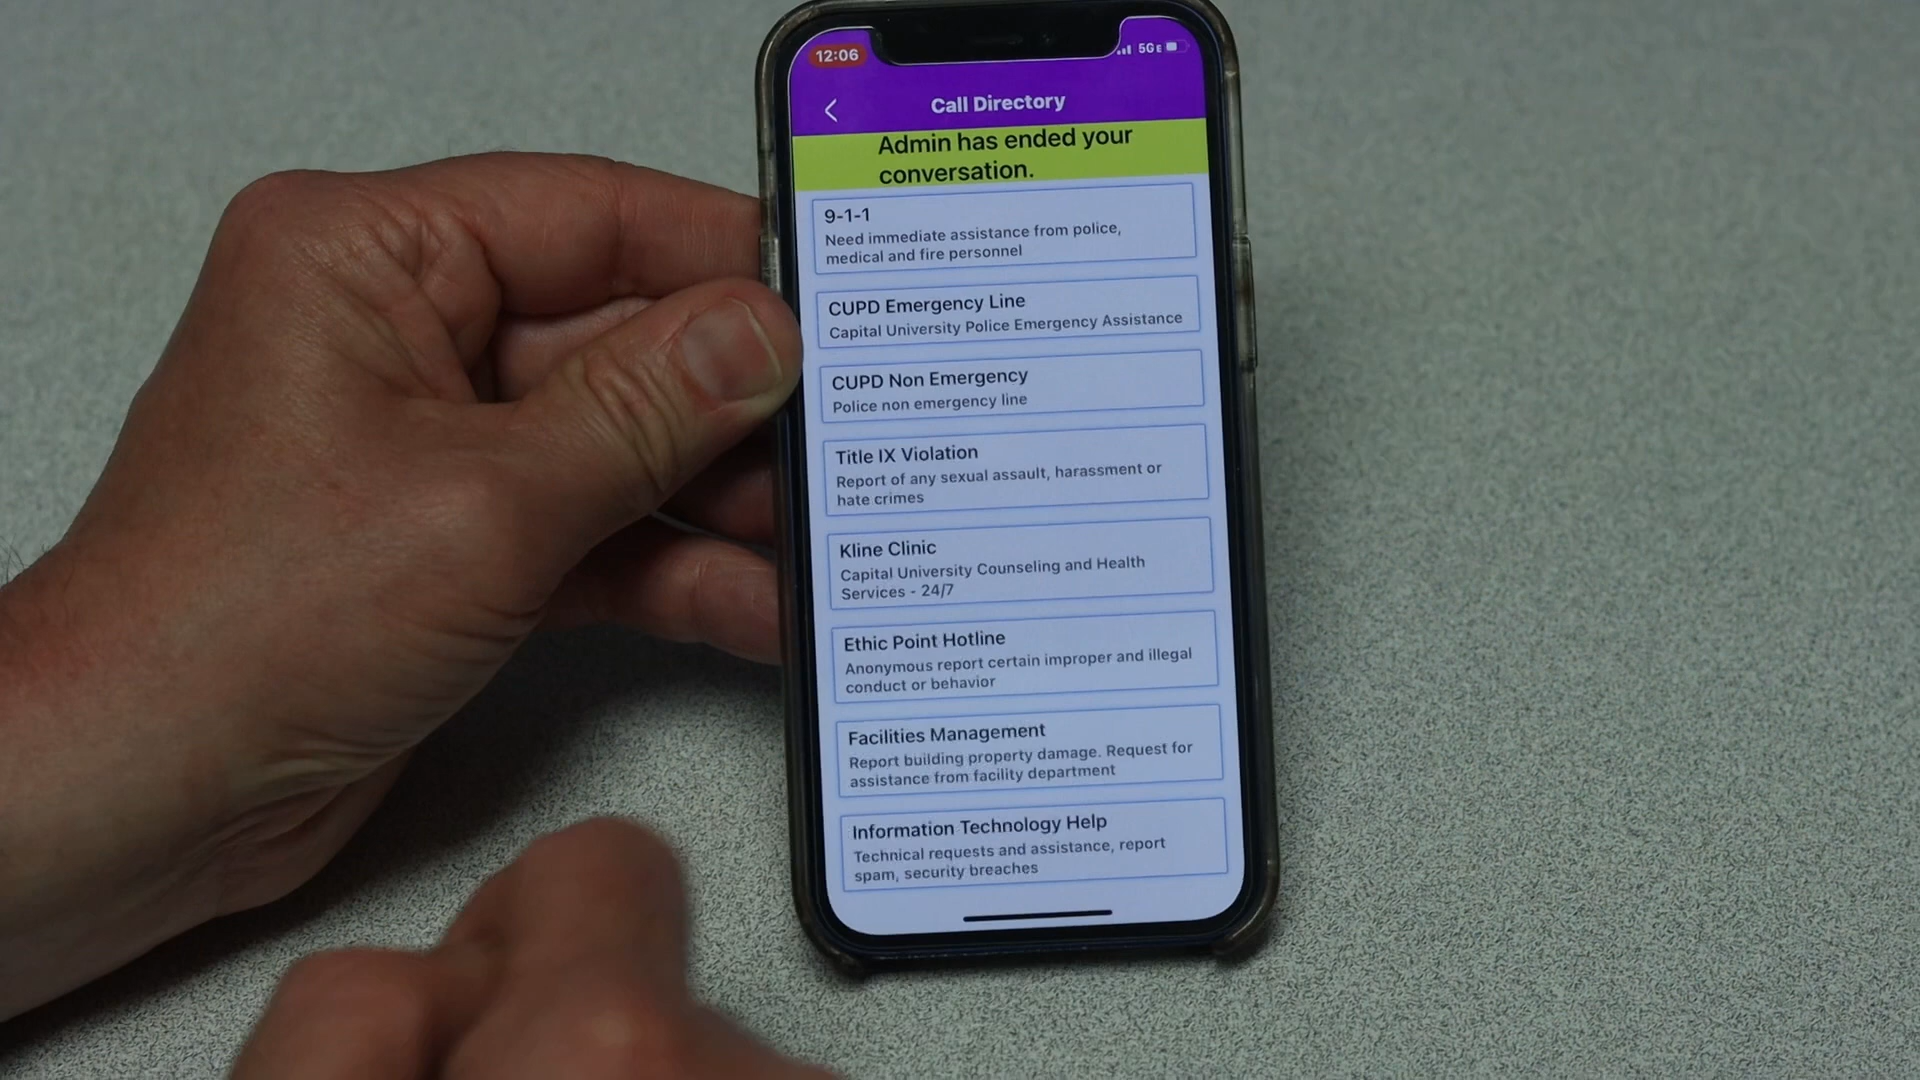 12:06
5GE
Call Directory
Admin has ended your
conversation.
9-1-1
Need immediate assistance from police,
medical and fire personnel
CUPD Emergency Line
Capital University Police Emergency Assistance
CUPD Non Emergency
Police non emergency line
Title IX Violation
Report of any sexual assault, harassment or
hate crimes
Kline Clinic
Capital University Counseling and Health
Services - 24/7
Ethic Point Hotline
Anonymous report certain improper and illegal
conduct or behavior
Facilities Management
Report building property damage. Request for
assistance from facility department
Information Technology Help
Technical requests and assistance, report
spam, security breaches